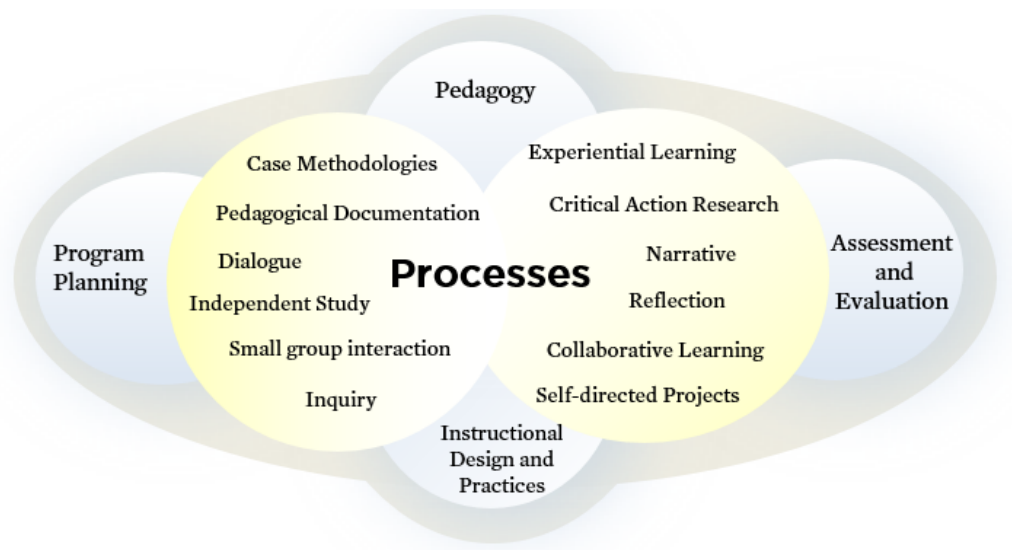 Pedagogy
Case Methodologies
Pedagogical Documentation
Dialogue
Independent Study
Small group interaction
Inquiry
Processes
Experiential Learning
Critical Action Research
Narrative
Reflection
Collaborative Learning
Self-directed Projects
Program
Planning
Assessment
and
Evaluation
Instructional
Design and
Practices